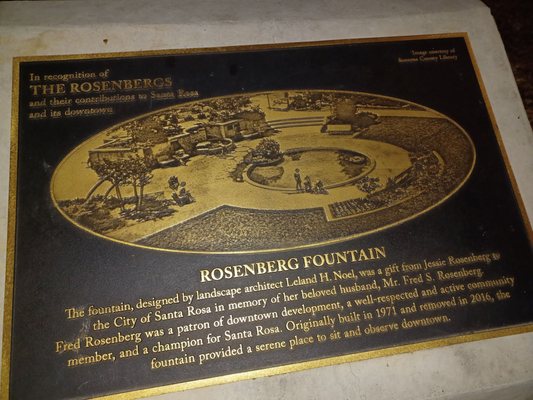 In recognition of
THE ROSENBERGS
and their contributions to Santa Rosa
and its downtown
Image courtesy of
Sonoma County Library
ROSENBERG FOUNTAIN
The fountain, designed by landscape architect Leland H. Noel, was a gift from Jessie Rosenberg to
the City of Santa Rosa in memory of her beloved husband, Mr. Fred S. Rosenberg.
Fred Rosenberg was a patron of downtown development, a well-respected and active community
member, and a champion for Santa Rosa. Originally built in 1971 and removed in 2016, the
fountain provided a serene place to sit and observe downtown.